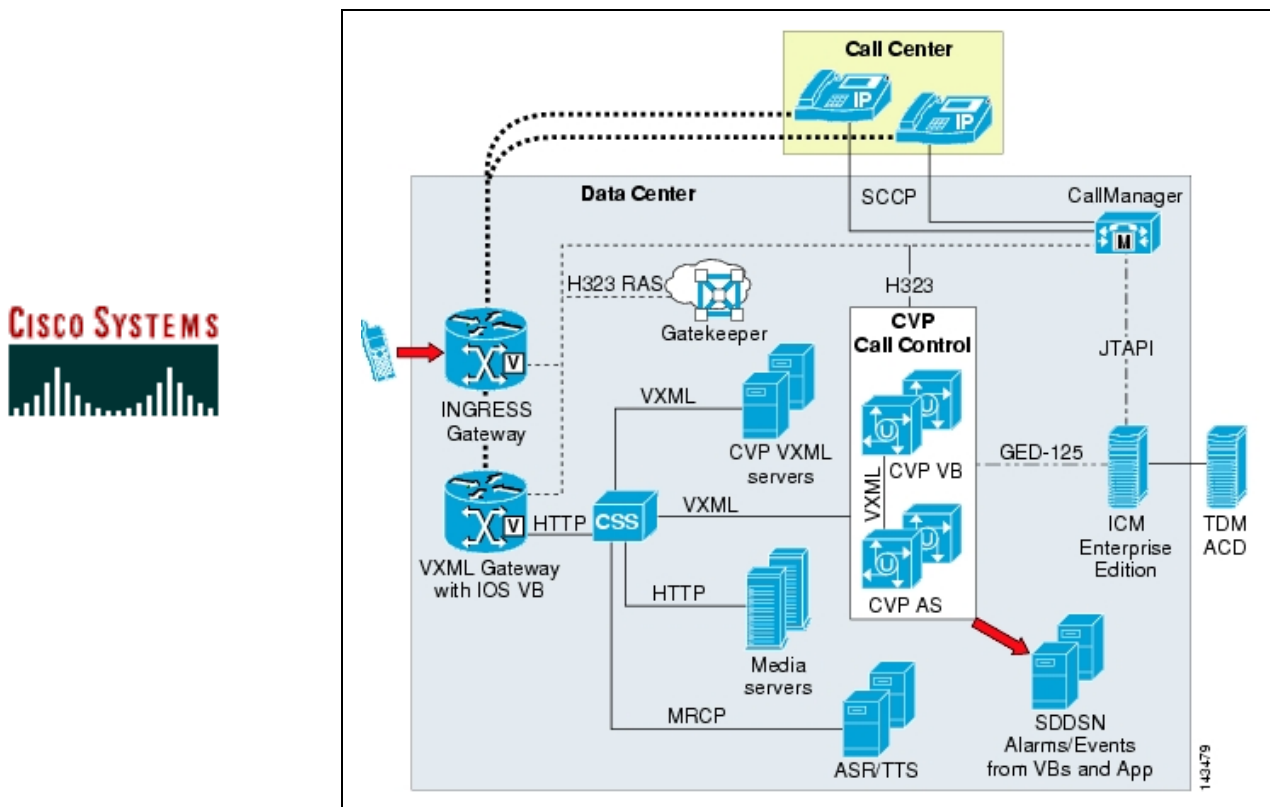 CISCO SYSTEMS
Call Center
IP
IP
Data Center
SCCP
CallManager
M
H323 RAS
H323
Gatekeeper
CVP
Call Control
JTAPI
V
INGRESS
Gateway
VXML
CVP VXML
servers
U
CVP VB
GED-125
V
HTTP
CSS
VXML
VXML
ICM
Enterprise
Edition
TDM
ACD
VXML Gateway
with IOS VB
HTTP
U
CVP AS
Media
servers
MRCP
ASR/TTS
SDDSN
Alarms/Events
from VBs and App
143479